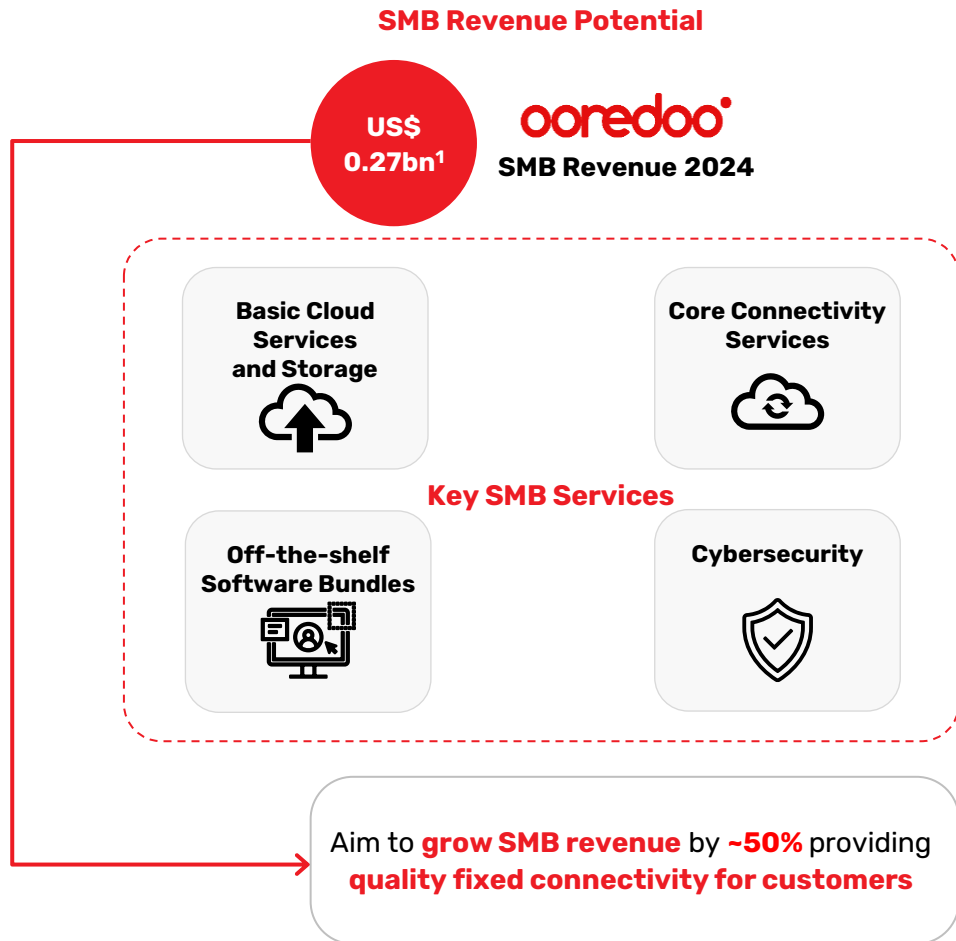 SMB Revenue Potential
US$
0.27bn¹
ooredoo
SMB Revenue 2024
Basic Cloud
Services
and Storage
Core Connectivity
Services
Key SMB Services
Off-the-shelf
Software Bundles
Cybersecurity
Aim to grow SMB revenue by ~50% providing
quality fixed connectivity for customers